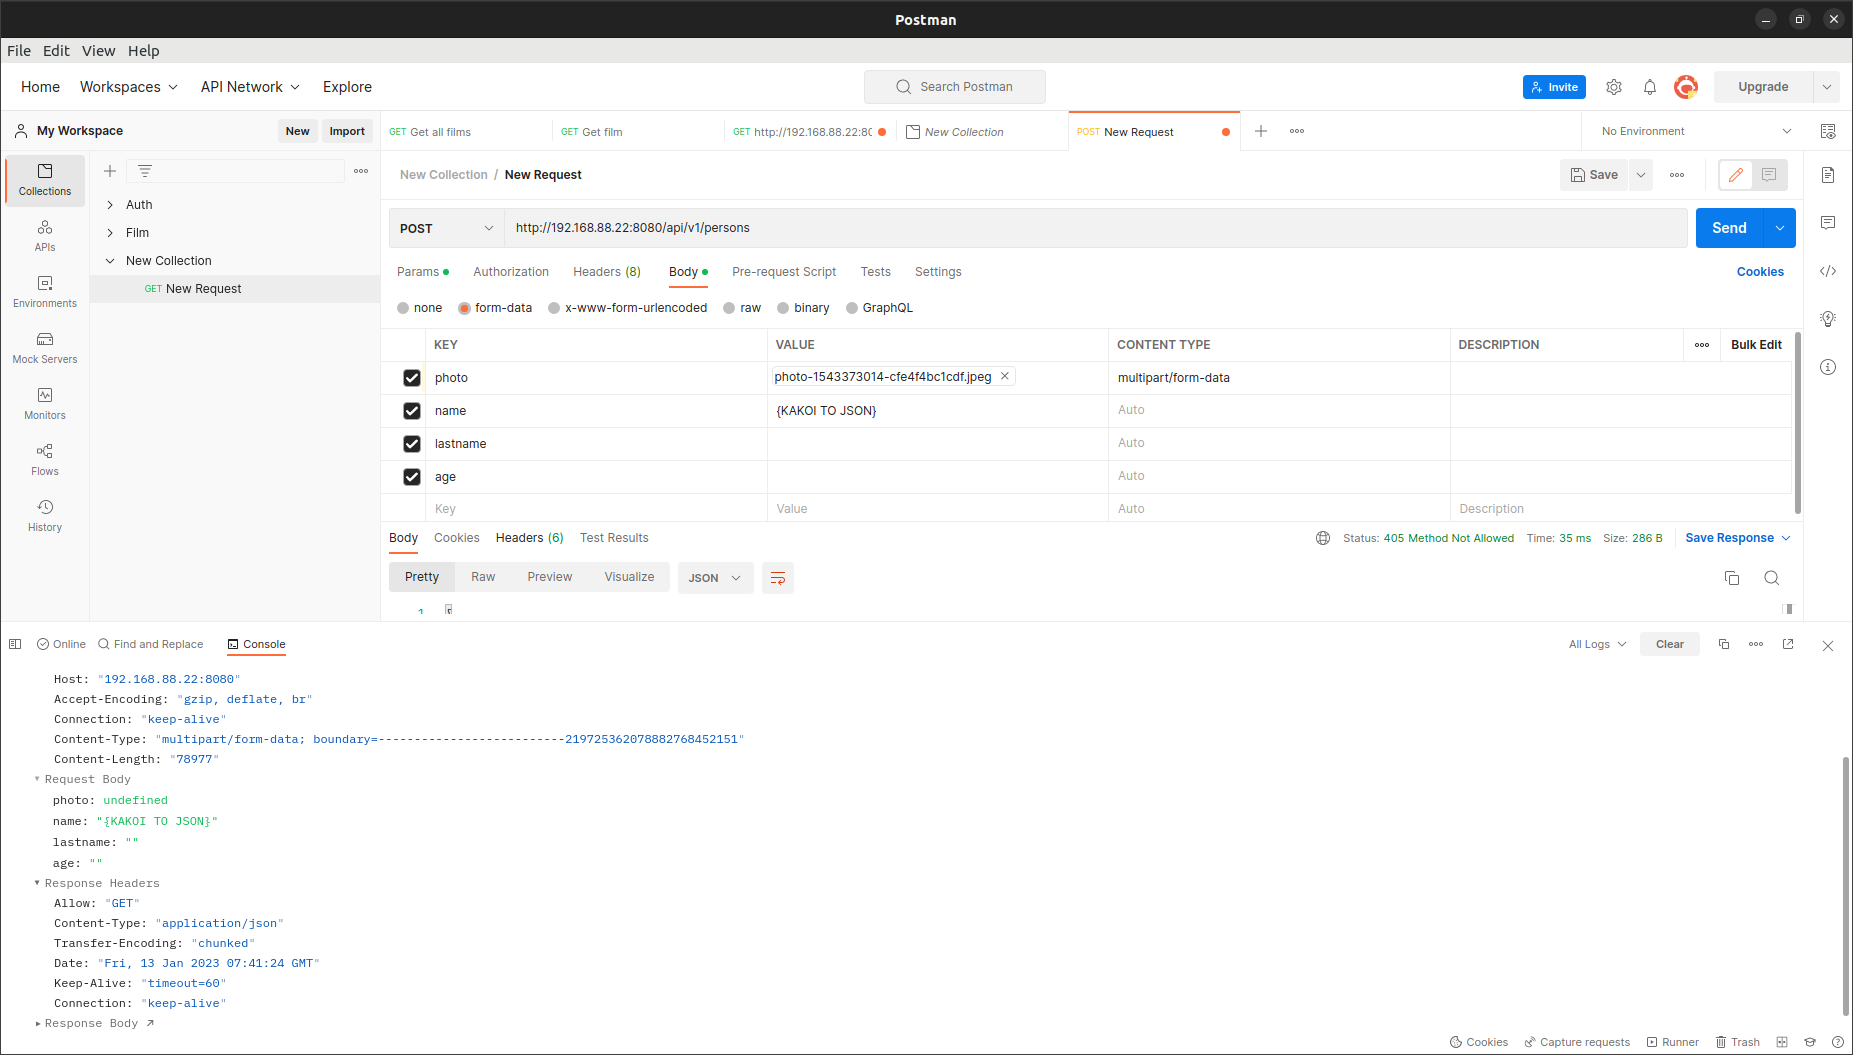 Postman
File Edit View Help
Home Workspaces API Network Explore Search Postman Invite Upgrade
My Workspace New Import
GET Get all films GET Get film GET http://192.168.88.22:80 New Collection POST New Request No Environment
Collections
APIs
Environments
Mock Servers
Monitors
Flows
History
Auth
Film
New Collection
GET New Request
New Collection / New Request Save
POST http://192.168.88.22:8080/api/v1/persons Send
Params Authorization Headers (8) Body Pre-request Script Tests Settings Cookies
none form-data x-www-form-urlencoded raw binary GraphQL
KEY VALUE CONTENT TYPE DESCRIPTION Bulk Edit
photo photo-1543373014-cfe4f4bc1cdf.jpeg multipart/form-data
name {KAKOI TO JSON} Auto
lastname Auto
age Auto
Key Value Auto Description
Body Cookies Headers (6) Test Results Status: 405 Method Not Allowed Time: 35 ms Size: 286 B Save Response
Pretty Raw Preview Visualize JSON
1
Online Find and Replace Console All Logs Clear
Host: "192.168.88.22:8080"
Accept-Encoding: "gzip, deflate, br"
Connection: "keep-alive"
Content-Type: "multipart/form-data; boundary=--------------------------219725362078882768452151"
Content-Length: "78977"
Request Body
photo: undefined
name: "{KAKOI TO JSON}"
lastname: ""
age: ""
Response Headers
Allow: "GET"
Content-Type: "application/json"
Transfer-Encoding: "chunked"
Date: "Fri, 13 Jan 2023 07:41:24 GMT"
Keep-Alive: "timeout=60"
Connection: "keep-alive"
Response Body
Cookies Capture requests Runner Trash